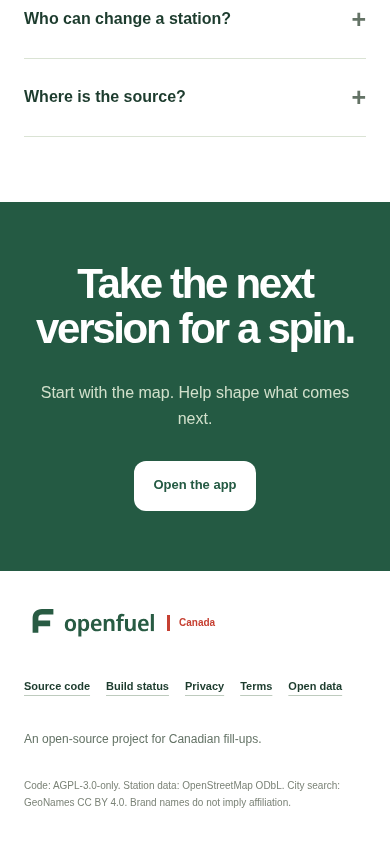 Who can change a station? +
Where is the source? +
Take the next
version for a spin.
Start with the map. Help shape what comes
next.
Open the app
openfuel | Canada
Source code Build status Privacy Terms Open data
An open-source project for Canadian fill-ups.
Code: AGPL-3.0-only. Station data: OpenStreetMap ODbL. City search:
GeoNames CC BY 4.0. Brand names do not imply affiliation.